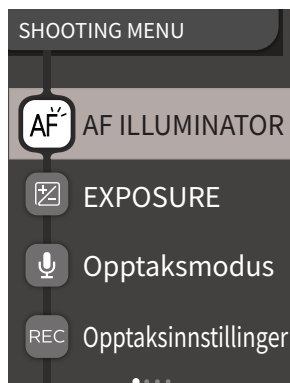 SHOOTING MENU
AF AF ILLUMINATOR
EXPOSURE
Opptaksmodus
REC Opptaksinnstillinger